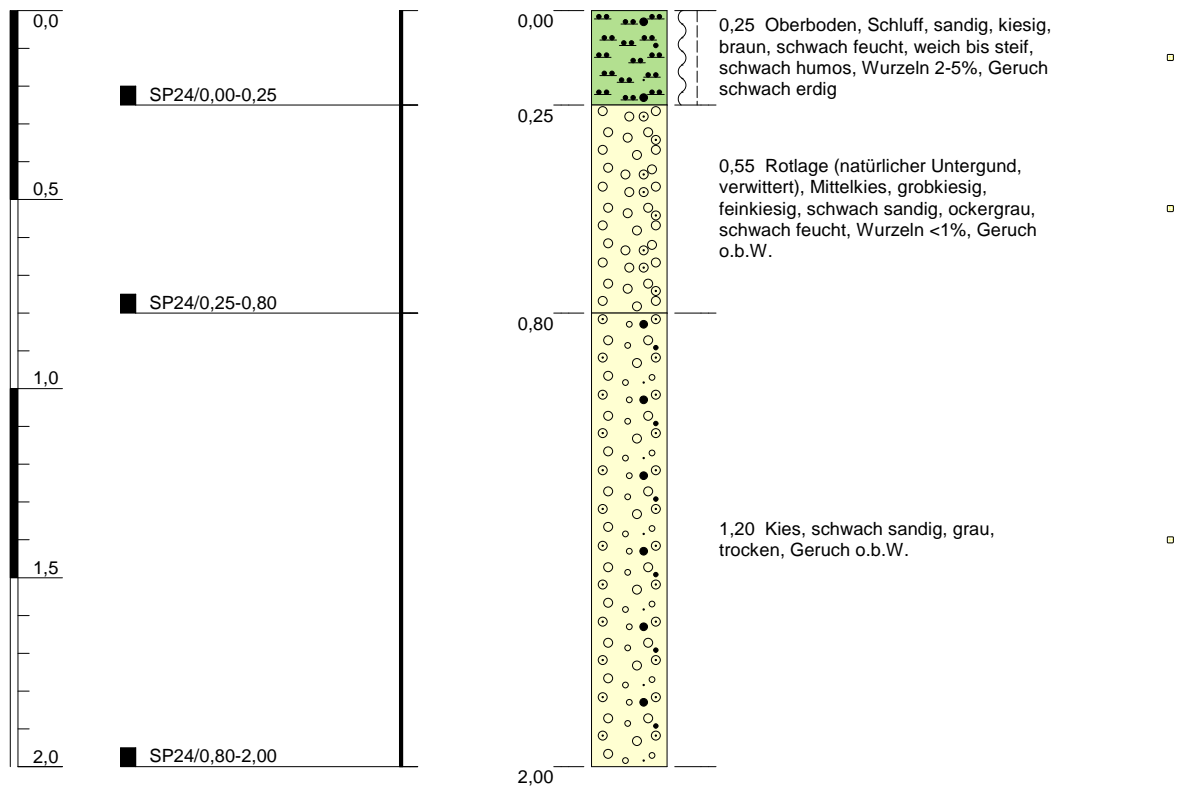 0,0
0,5
1,0
1,5
2,0
SP24/0,00-0,25
SP24/0,25-0,80
SP24/0,80-2,00
0,00
0,25
0,80
2,00
0,25 Oberboden, Schluff, sandig, kiesig,
braun, schwach feucht, weich bis steif,
schwach humos, Wurzeln 2-5%, Geruch
schwach erdig
0,55 Rotlage (natürlicher Untergund,
verwittert), Mittelkies, grobkiesig,
feinkiesig, schwach sandig, ockergrau,
schwach feucht, Wurzeln <1%, Geruch
o.b.W.
1,20 Kies, schwach sandig, grau,
trocken, Geruch o.b.W.